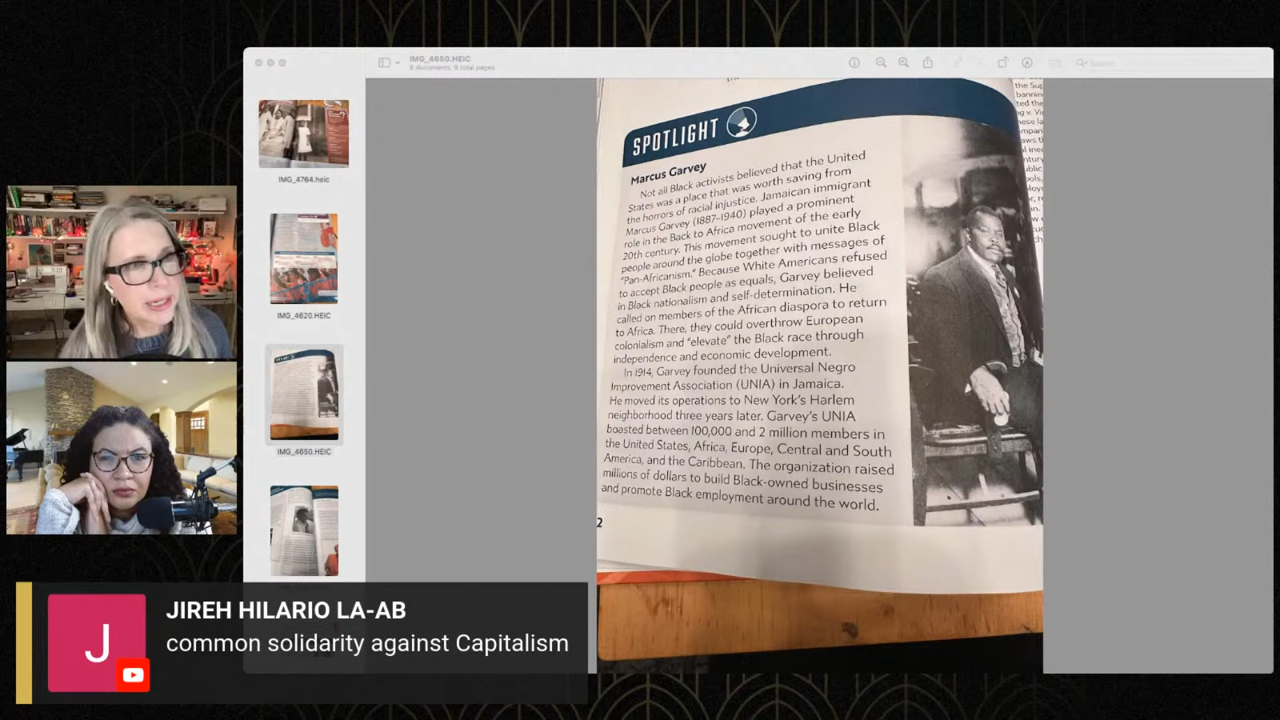 IMG_4650.HEIC
IMG_4764.heic
IMG_4620.HEIC
IMG_4650.HEIC
Search
SPOTLIGHT
Marcus Garvey
Not all Black activists believed that the United
States was a place that was worth saving from
the horrors of racial injustice. Jamaican immigrant
Marcus Garvey (1887–1940) played a prominent
role in the Back to Africa movement of the early
20th century. This movement sought to unite Black
people around the globe together with messages of
"Pan-Africanism." Because White Americans refused
to accept Black people as equals, Garvey believed
in Black nationalism and self-determination. He
called on members of the African diaspora to return
to Africa. There, they could overthrow European
colonialism and "elevate" the Black race through
independence and economic development.
In 1914, Garvey founded the Universal Negro
Improvement Association (UNIA) in Jamaica.
He moved its operations to New York's Harlem
neighborhood three years later. Garvey's UNIA
boasted between 100,000 and 2 million members in
the United States, Africa, Europe, Central and South
America, and the Caribbean. The organization raised
millions of dollars to build Black-owned businesses
and promote Black employment around the world.
2
J
JIREH HILARIO LA-AB
common solidarity against Capitalism